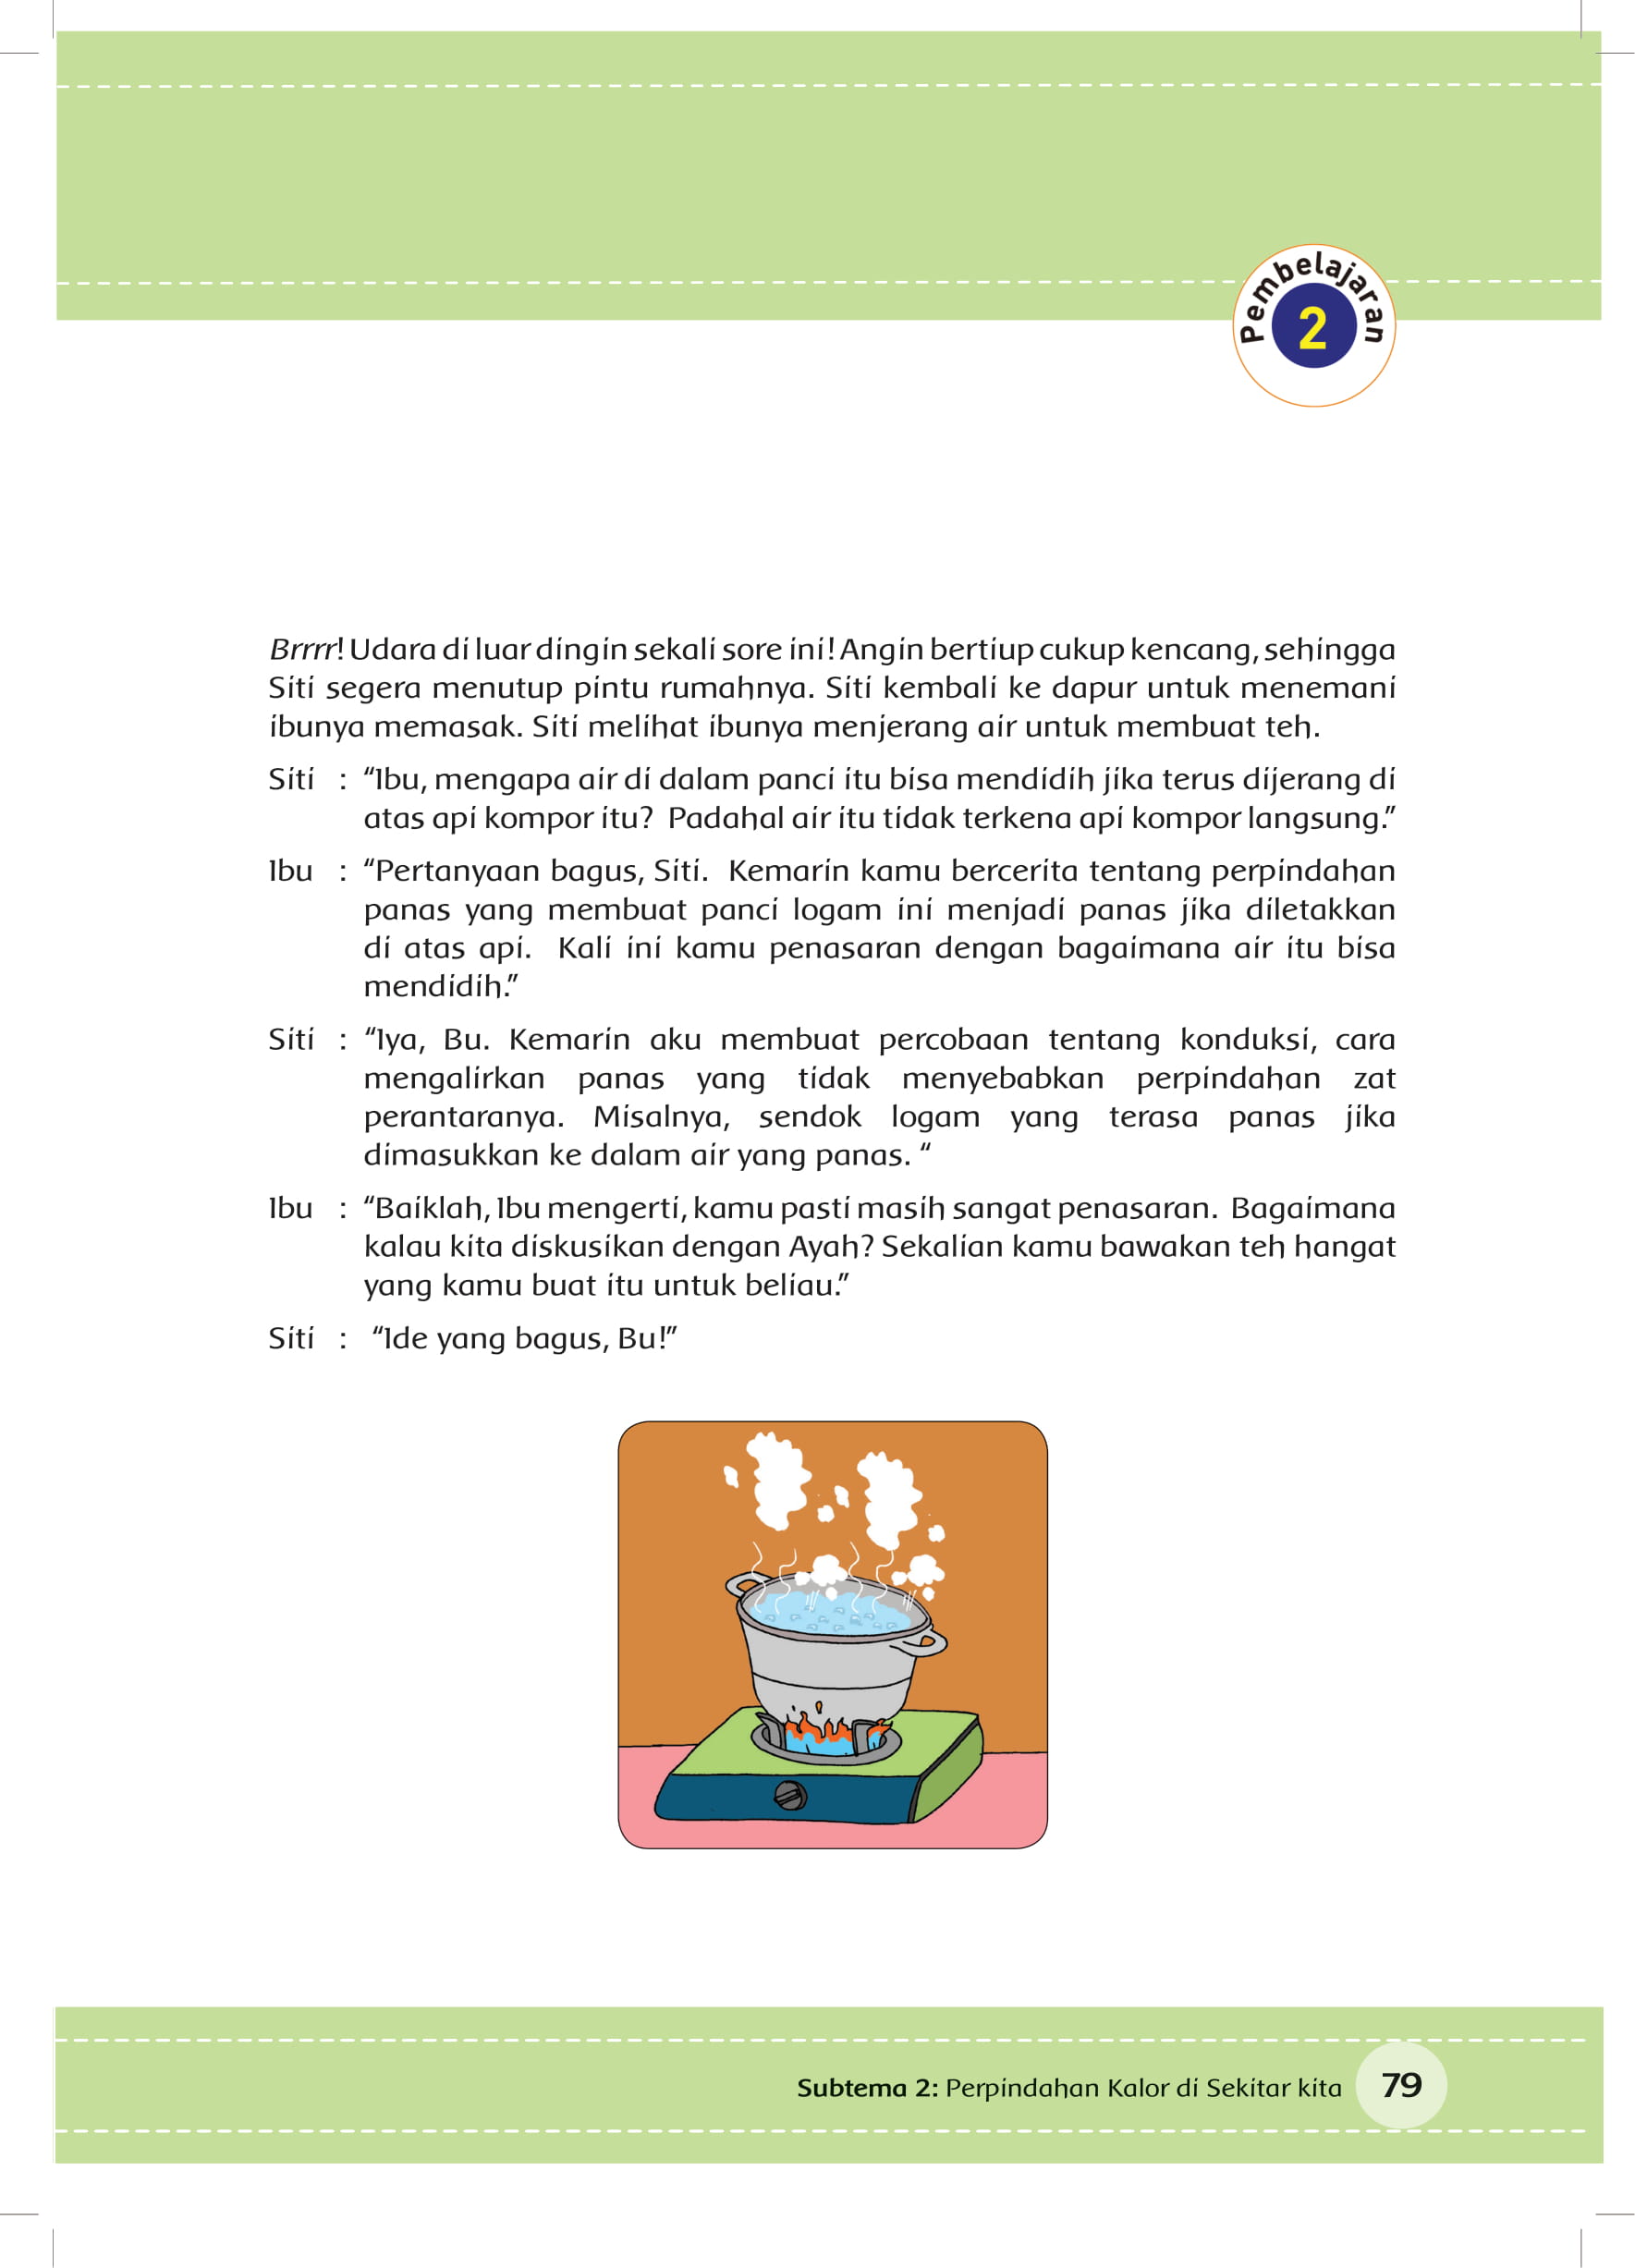 Pembelajaran
2
Brrrr! Udara di luar dingin sekali sore ini! Angin bertiup cukup kencang, sehingga
Siti segera menutup pintu rumahnya. Siti kembali ke dapur untuk menemani
ibunya memasak. Siti melihat ibunya menjerang air untuk membuat teh.
Siti : “Ibu, mengapa air di dalam panci itu bisa mendidih jika terus dijerang di
atas api kompor itu? Padahal air itu tidak terkena api kompor langsung.”
Ibu : “Pertanyaan bagus, Siti. Kemarin kamu bercerita tentang perpindahan
panas yang membuat panci logam ini menjadi panas jika diletakkan
di atas api. Kali ini kamu penasaran dengan bagaimana air itu bisa
mendidih.”
Siti : “Iya, Bu. Kemarin aku membuat percobaan tentang konduksi, cara
mengalirkan panas yang tidak menyebabkan perpindahan zat
perantaranya. Misalnya, sendok logam yang terasa panas jika
dimasukkan ke dalam air yang panas. “
Ibu : “Baiklah, Ibu mengerti, kamu pasti masih sangat penasaran. Bagaimana
kalau kita diskusikan dengan Ayah? Sekalian kamu bawakan teh hangat
yang kamu buat itu untuk beliau.”
Siti : “Ide yang bagus, Bu!”
Subtema 2: Perpindahan Kalor di Sekitar kita 79